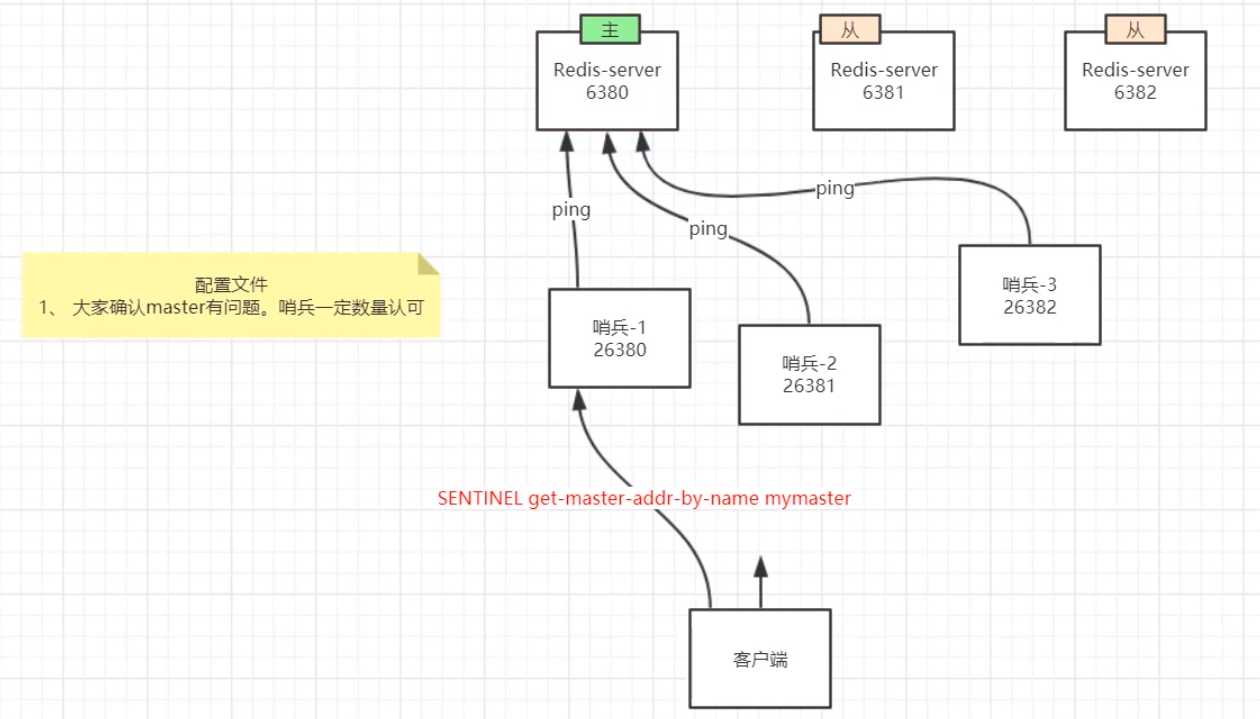 主
Redis-server
6380
从
Redis-server
6381
从
Redis-server
6382
ping
ping
ping
配置文件
1、 大家确认master有问题。哨兵一定数量认可
哨兵-1
26380
哨兵-2
26381
哨兵-3
26382
SENTINEL get-master-addr-by-name mymaster
客户端